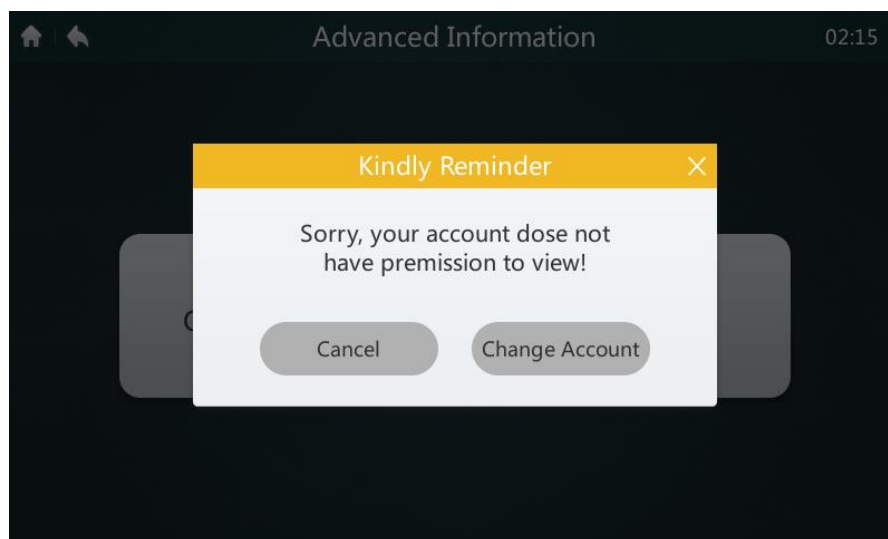 Advanced Information
02:15
Kindly Reminder
Sorry, your account dose not
have premission to view!
Cancel
Change Account